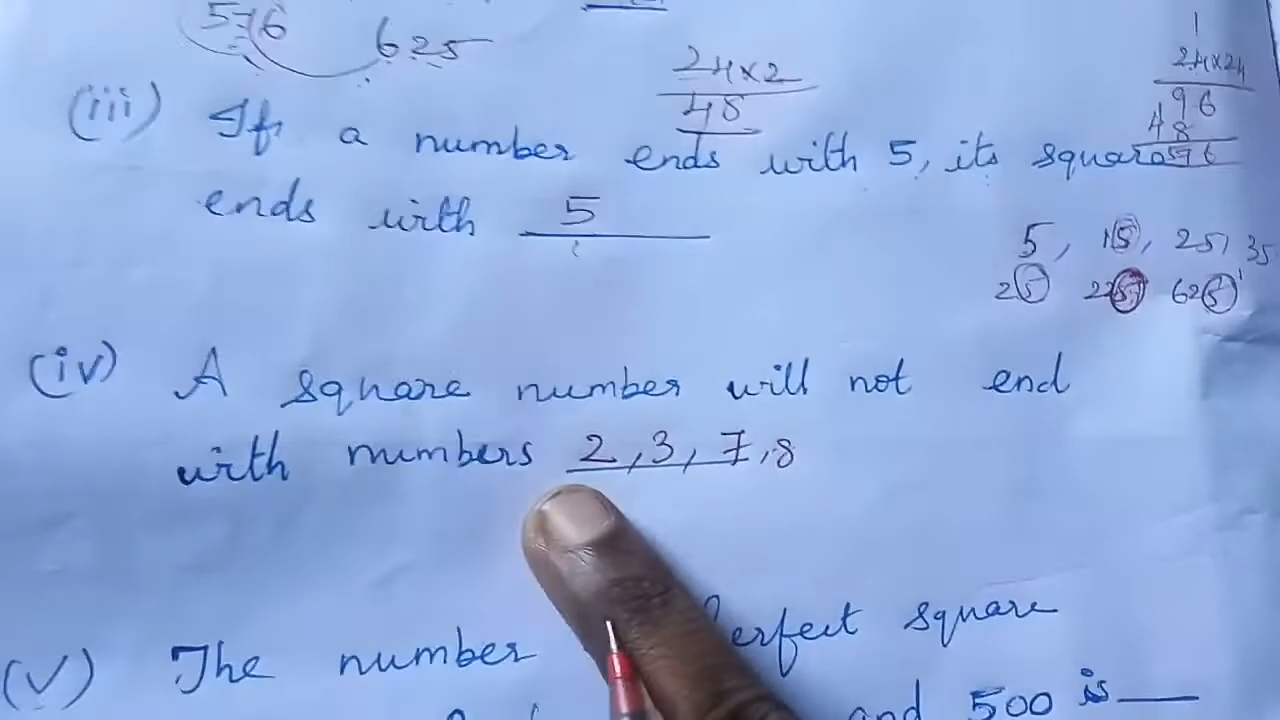 576 625
24×2
48
1
24×24
96
48
576
(iii) If a number ends with 5, its square
ends with 5
5, 15, 25, 35
25 225 625
(iv) A square number will not end
with numbers 2, 3, 7, 8
(v) The number erfect square
and 500 is